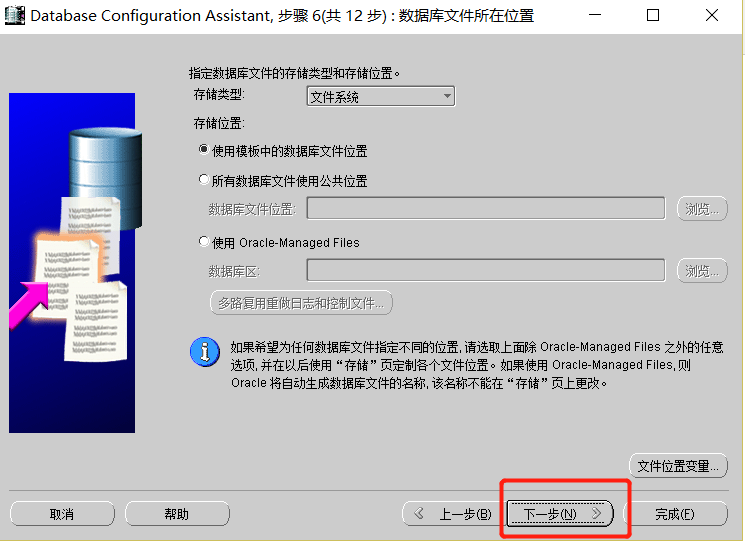 Database Configuration Assistant, 步骤 6(共 12 步) : 数据库文件所在位置
指定数据库文件的存储类型和存储位置。
存储类型:
文件系统
存储位置:
使用模板中的数据库文件位置
所有数据库文件使用公共位置
数据库文件位置:
浏览...
使用 Oracle-Managed Files
数据库区:
浏览...
多路复用重做日志和控制文件...
如果希望为任何数据库文件指定不同的位置, 请选取上面除 Oracle-Managed Files 之外的任意
选项, 并在以后使用“存储”页定制各个文件位置。如果使用 Oracle-Managed Files, 则
Oracle 将自动生成数据库文件的名称, 该名称不能在“存储”页上更改。
文件位置变量...
取消
帮助
上一步(B)
下一步(N)
完成(F)